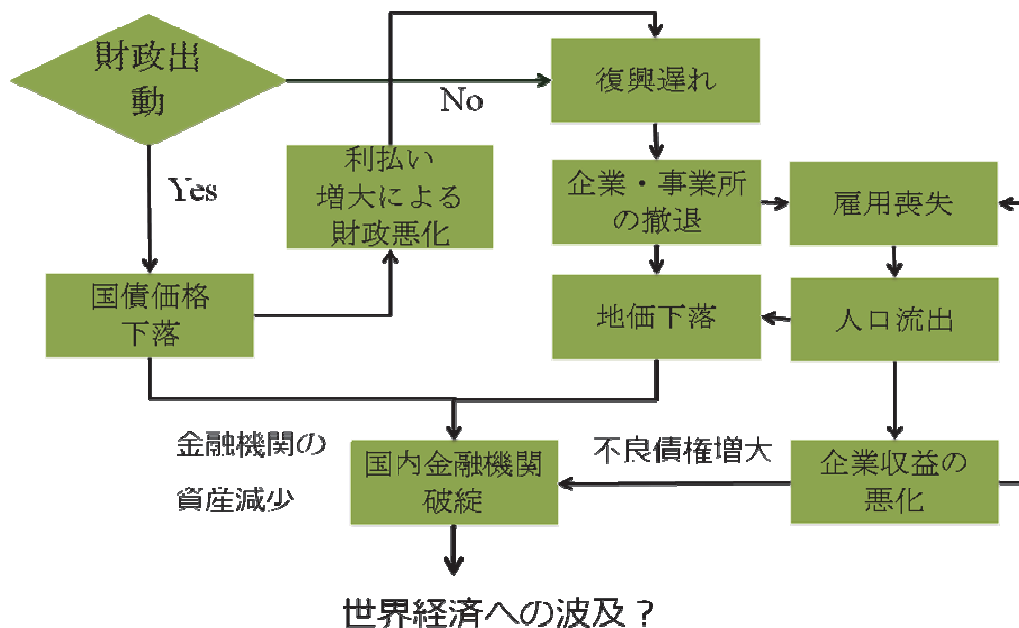 財政出
動
No
Yes
復興遅れ
利払い
増大による
財政悪化
企業・事業所
の撤退
雇用喪失
国債価格
下落
地価下落
人口流出
金融機関の
資産減少
国内金融機関
破綻
不良債権増大
企業収益の
悪化
世界経済への波及?